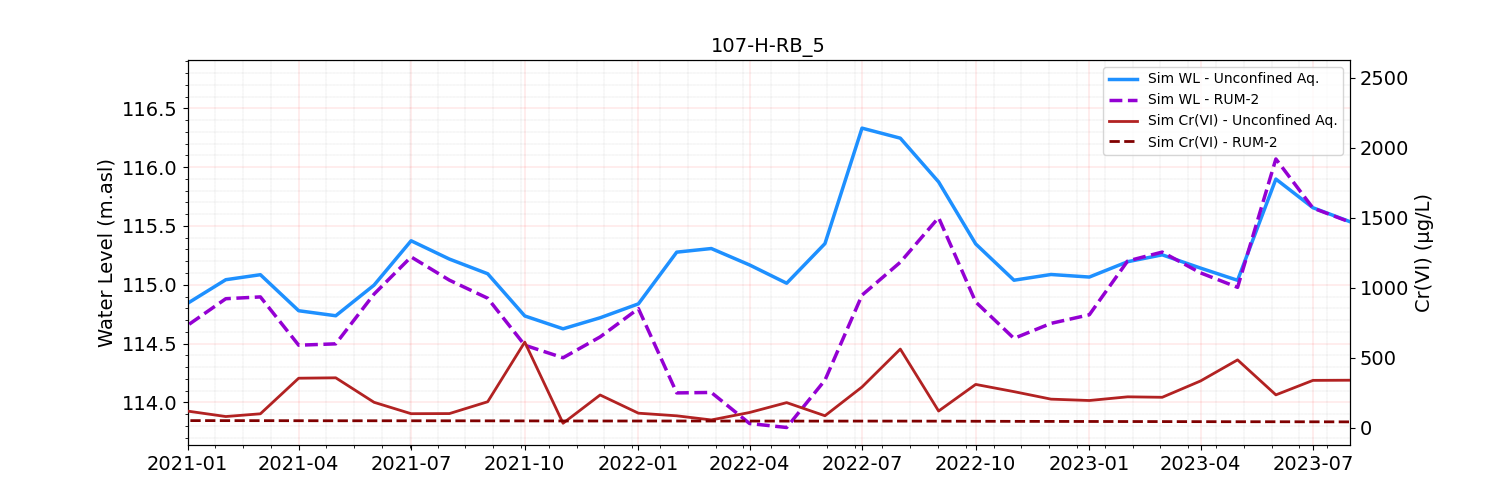 107-H-RB_5
Water Level (m.asl)
116.5
116.0
115.5
115.0
114.5
114.0
Sim WL - Unconfined Aq.
Sim WL - RUM-2
Sim Cr(VI) - Unconfined Aq.
Sim Cr(VI) - RUM-2
2500
2000
1500
1000
500
0
Cr(VI) (μg/L)
2021-01 2021-04 2021-07 2021-10 2022-01 2022-04 2022-07 2022-10 2023-01 2023-04 2023-07